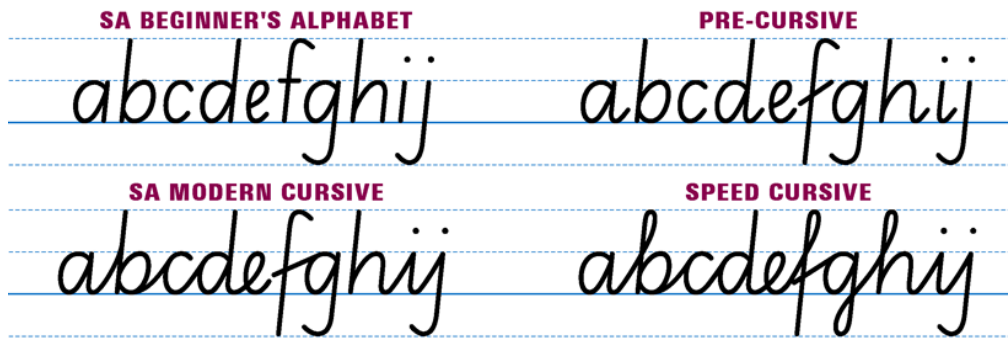 SA BEGINNER'S ALPHABET
abcdefghij
PRE-CURSIVE
abcdefghij
SA MODERN CURSIVE
abcdefghij
SPEED CURSIVE
abcdefghij